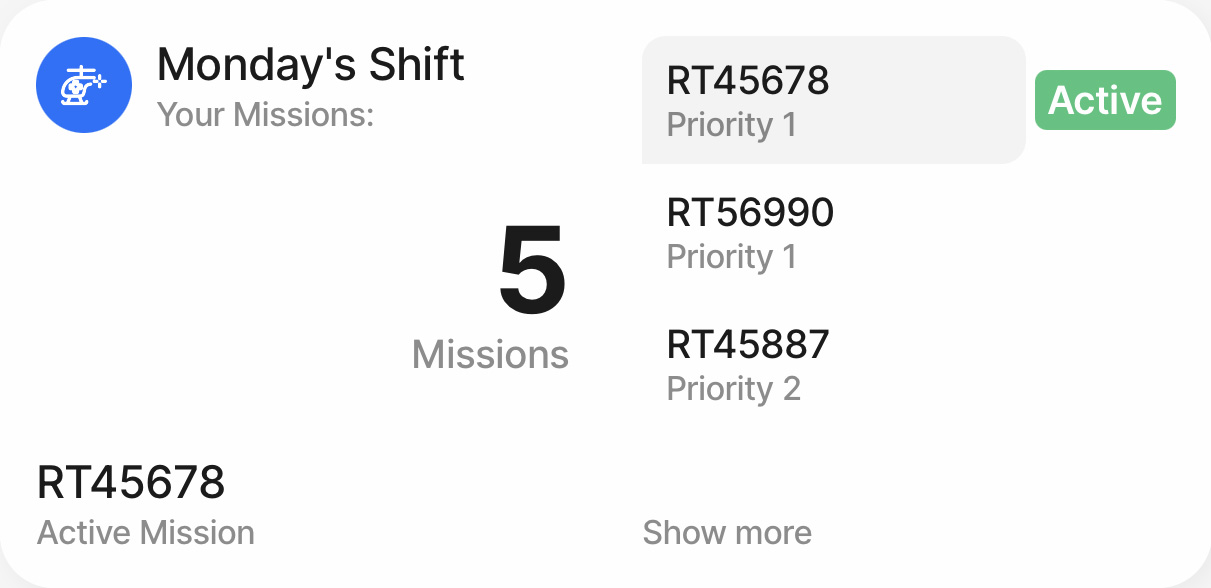 Monday's Shift
Your Missions:
5
Missions
RT45678
Active Mission
RT45678
Priority 1
Active
RT56990
Priority 1
RT45887
Priority 2
Show more